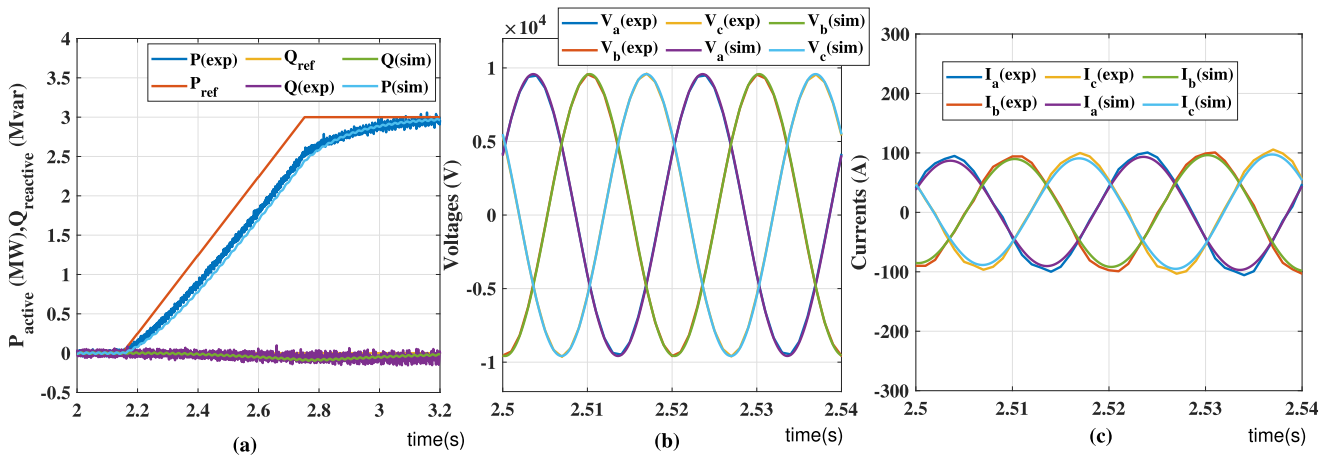 4
3.5
3
2.5
2
1.5
1
0.5
0
-0.5
P_active (MW),Q_reactive (Mvar)
P(exp) Q_ref Q(sim)
P_ref Q(exp) P(sim)
2 2.2 2.4 2.6 2.8 3 3.2
time(s)
(a)
×10^4
V_a(exp) V_c(exp) V_b(sim)
V_b(exp) V_a(sim) V_c(sim)
1
0.5
0
-0.5
-1
Voltages (V)
2.5 2.51 2.52 2.53 2.54
time(s)
(b)
300
200
100
0
-100
-200
-300
Currents (A)
I_a(exp) I_c(exp) I_b(sim)
I_b(exp) I_a(sim) I_c(sim)
2.5 2.51 2.52 2.53 2.54
time(s)
(c)